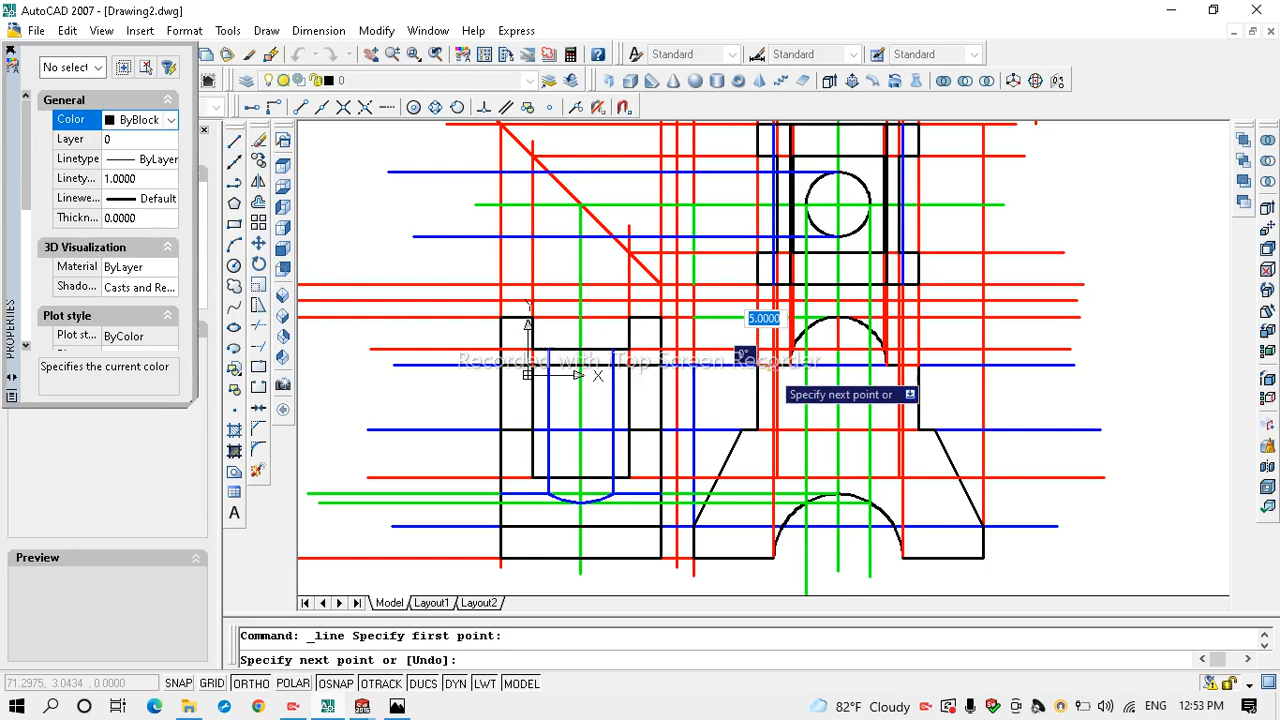 AutoCAD 2007 - [Drawing2.dwg]
File Edit View Insert Format Tools Draw Dimension Modify Window Help Express
No select Standard Standard Standard
0
General
Color ByBlock
Layer 0
Linetype ByLayer
Linety... 1.0000
Linewe... Default
Thickn... 0.0000
3D Visualization
Material ByLayer
Shado... Casts and Re...
Plot style
Plot st... ByColor
Specifies the current color
PROPERTIES
Preview
Y
X
5.0000
0°
Recorded with iTop Screen Recorder
Specify next point or
A
Model Layout1 Layout2
Command: _line Specify first point:
Specify next point or [Undo]:
71.2975, 3.0434 , 0.0000 SNAP GRID ORTHO POLAR OSNAP OTRACK DUCS DYN LWT MODEL
82°F Cloudy ENG 12:53 PM